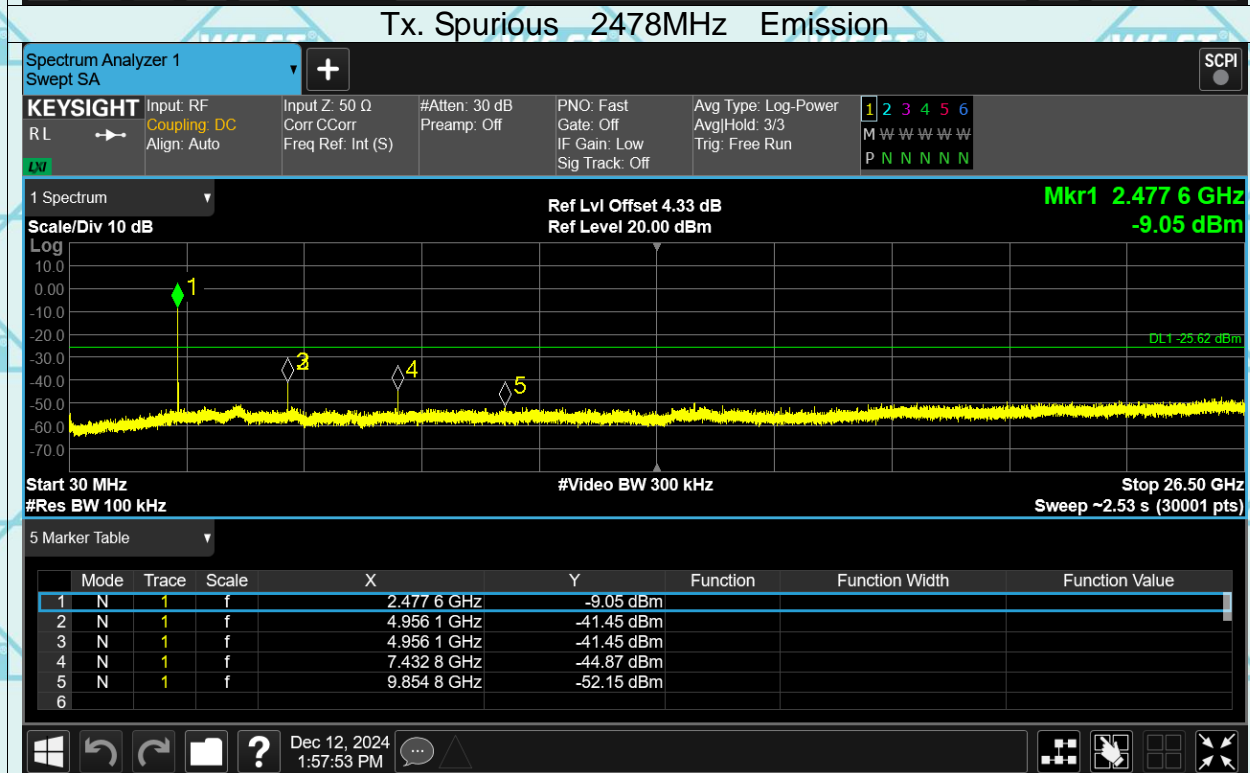 Tx. Spurious 2478MHz Emission
Spectrum Analyzer 1
Swept SA
SCPI
KEYSIGHT
R L
LXI
Input: RF
Coupling: DC
Align: Auto
Input Z: 50 Ω
Corr CCorr
Freq Ref: Int (S)
#Atten: 30 dB
Preamp: Off
PNO: Fast
Gate: Off
IF Gain: Low
Sig Track: Off
Avg Type: Log-Power
Avg|Hold: 3/3
Trig: Free Run
1 2 3 4 5 6
M W W W W W
P N N N N N
1 Spectrum
Scale/Div 10 dB
Ref Lvl Offset 4.33 dB
Ref Level 20.00 dBm
Mkr1 2.477 6 GHz
-9.05 dBm
Log
10.0
0.00
-10.0
-20.0
-30.0
-40.0
-50.0
-60.0
-70.0
1
3
4
5
DL1 -25.62 dBm
Start 30 MHz
#Video BW 300 kHz
Stop 26.50 GHz
#Res BW 100 kHz
Sweep ~2.53 s (30001 pts)
5 Marker Table
Mode Trace Scale X Y Function Function Width Function Value
1 N 1 f 2.477 6 GHz -9.05 dBm
2 N 1 f 4.956 1 GHz -41.45 dBm
3 N 1 f 4.956 1 GHz -41.45 dBm
4 N 1 f 7.432 8 GHz -44.87 dBm
5 N 1 f 9.854 8 GHz -52.15 dBm
6
?
Dec 12, 2024
1:57:53 PM